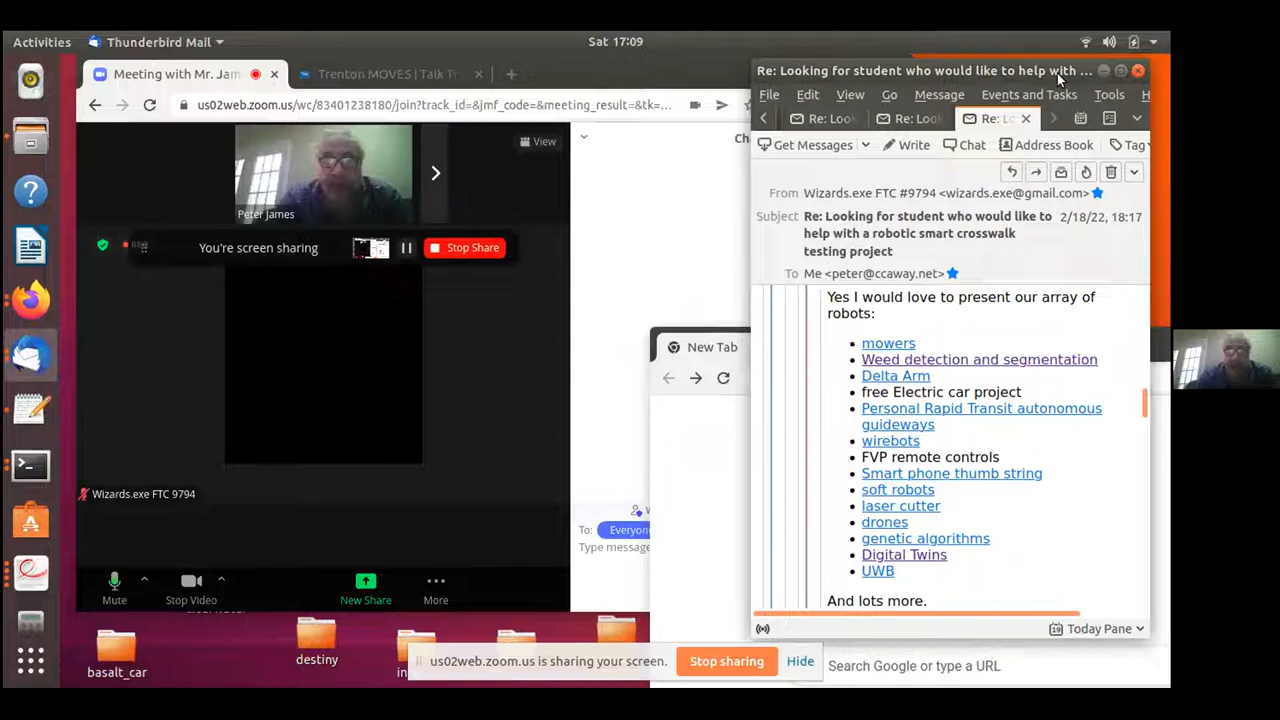 Activities
Thunderbird Mail
Sat 17:09
Meeting with Mr. Jam
Trenton MOVES | Talk T
us02web.zoom.us/wc/83401238180/join?track_id=&jmf_code=&meeting_result=&tk=...
View
Peter James
You're screen sharing
Stop Share
Wizards.exe FTC 9794
Mute
Stop Video
New Share
More
To:
Everyon
Type message
New Tab
basalt_car
destiny
us02web.zoom.us is sharing your screen.
Stop sharing
Hide
Search Google or type a URL
Re: Looking for student who would like to help with ...
File
Edit
View
Go
Message
Events and Tasks
Tools
H
Re: Look
Re: Look
Re: Lo
Get Messages
Write
Chat
Address Book
Tag
From
Wizards.exe FTC #9794 <wizards.exe@gmail.com>
Subject
Re: Looking for student who would like to
2/18/22, 18:17
help with a robotic smart crosswalk
testing project
To
Me <peter@ccaway.net>
Yes I would love to present our array of
robots:
• mowers
• Weed detection and segmentation
• Delta Arm
• free Electric car project
• Personal Rapid Transit autonomous
guideways
• wirebots
• FVP remote controls
• Smart phone thumb string
• soft robots
• laser cutter
• drones
• genetic algorithms
• Digital Twins
• UWB
And lots more.
19
Today Pane